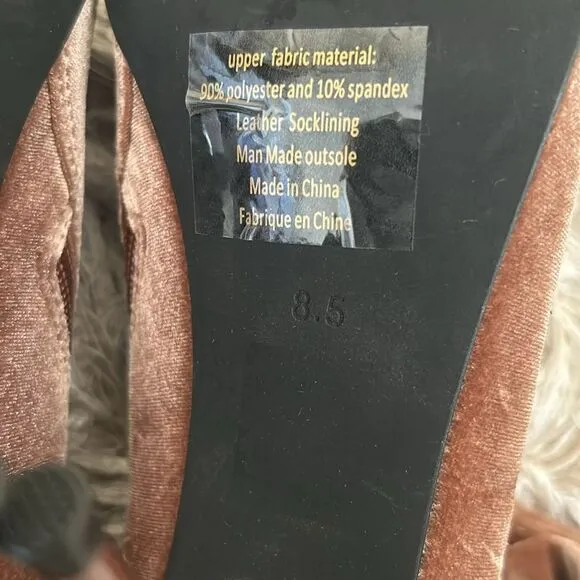 upper fabric material:
90% polyester and 10% spandex
Leather Socklining
Man Made outsole
Made in China
Fabrique en Chine
8.5